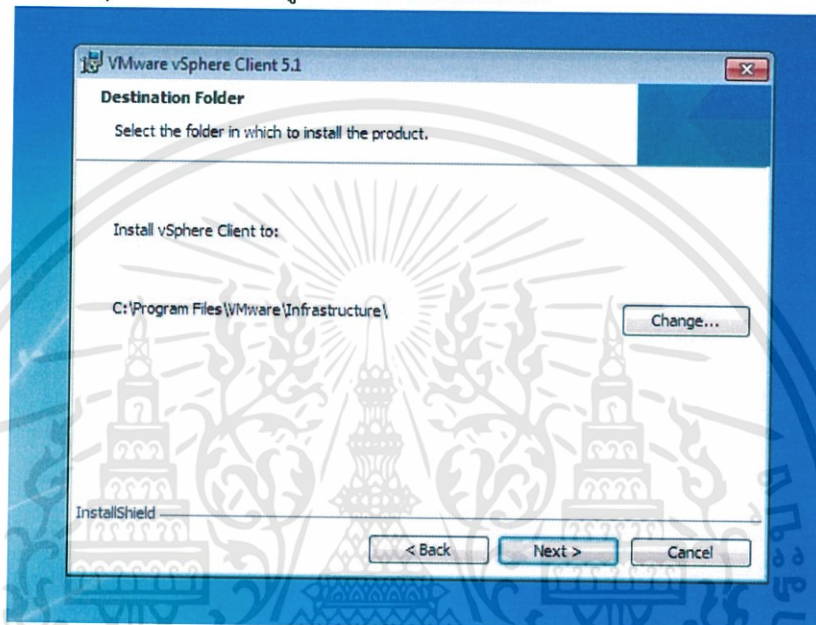 VMware vSphere Client 5.1
Destination Folder
Select the folder in which to install the product.
Install vSphere Client to:
C:\Program Files\VMware\Infrastructure\
Change...
InstallShield
< Back
Next >
Cancel